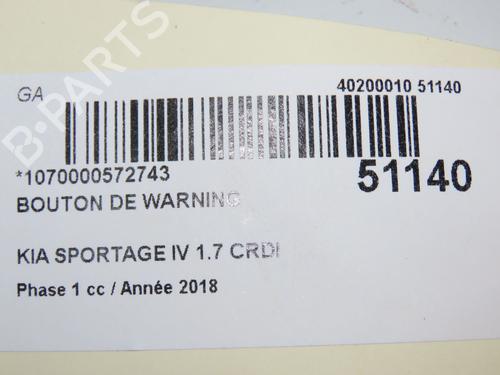 GA
40200010 51140
*1070000572743
51140
BOUTON DE WARNING
KIA SPORTAGE IV 1.7 CRDI
Phase 1 cc / Année 2018
B-PARTS